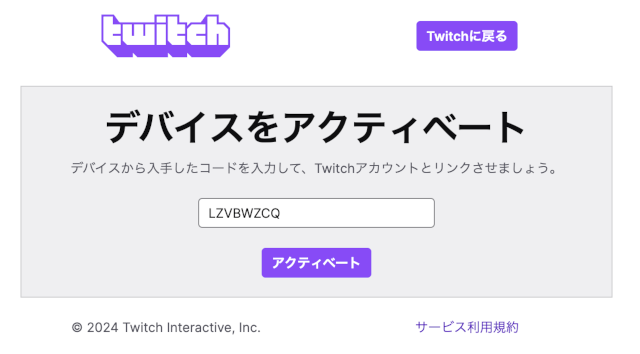 twitch
Twitchに戻る
デバイスをアクティベート
デバイスから入手したコードを入力して、Twitchアカウントとリンクさせましょう。
LZVBWZCQ
アクティベート
© 2024 Twitch Interactive, Inc.
サービス利用規約